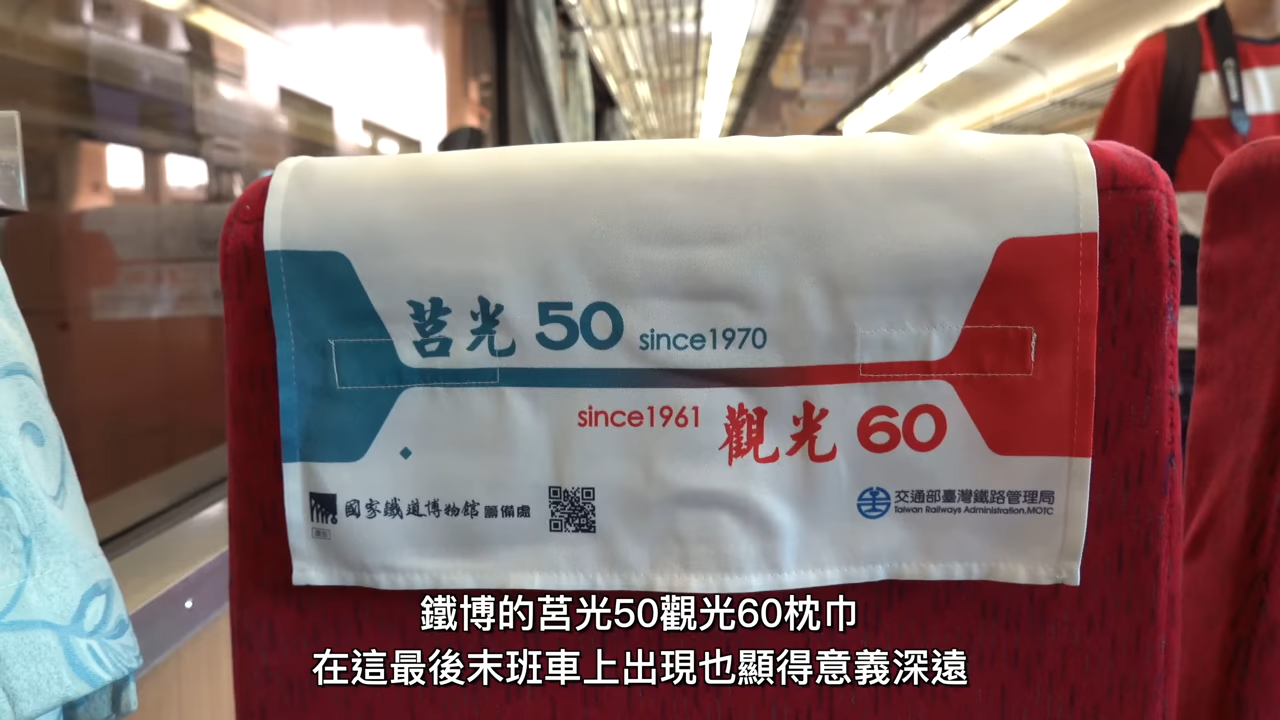 莒光 50 since1970
since1961 觀光 60
國家鐵道博物館籌備處
交通部臺灣鐵路管理局
Taiwan Railways Administration,MOTC
鐵博的莒光50觀光60枕巾
在這最後末班車上出現也顯得意義深遠